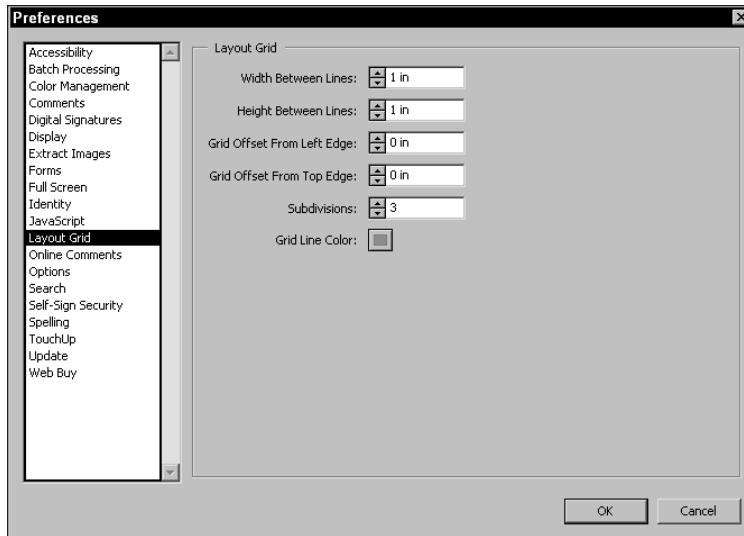 Preferences
Accessibility
Batch Processing
Color Management
Comments
Digital Signatures
Display
Extract Images
Forms
Full Screen
Identity
JavaScript
Layout Grid
Online Comments
Options
Search
Self-Sign Security
Spelling
TouchUp
Update
Web Buy
Layout Grid
Width Between Lines: 1 in
Height Between Lines: 1 in
Grid Offset From Left Edge: 0 in
Grid Offset From Top Edge: 0 in
Subdivisions: 3
Grid Line Color:
OK Cancel